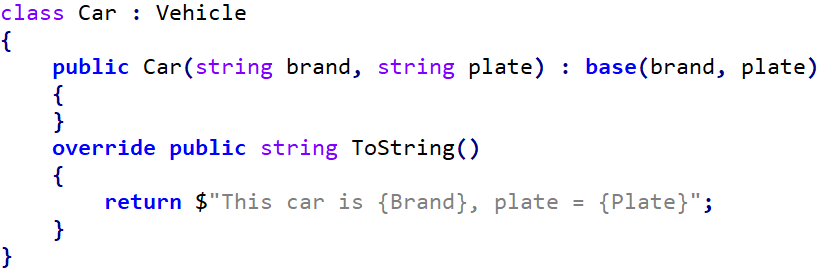 class Car : Vehicle
{
    public Car(string brand, string plate) : base(brand, plate)
    {
    }
    override public string ToString()
    {
        return $"This car is {Brand}, plate = {Plate}";
    }
}